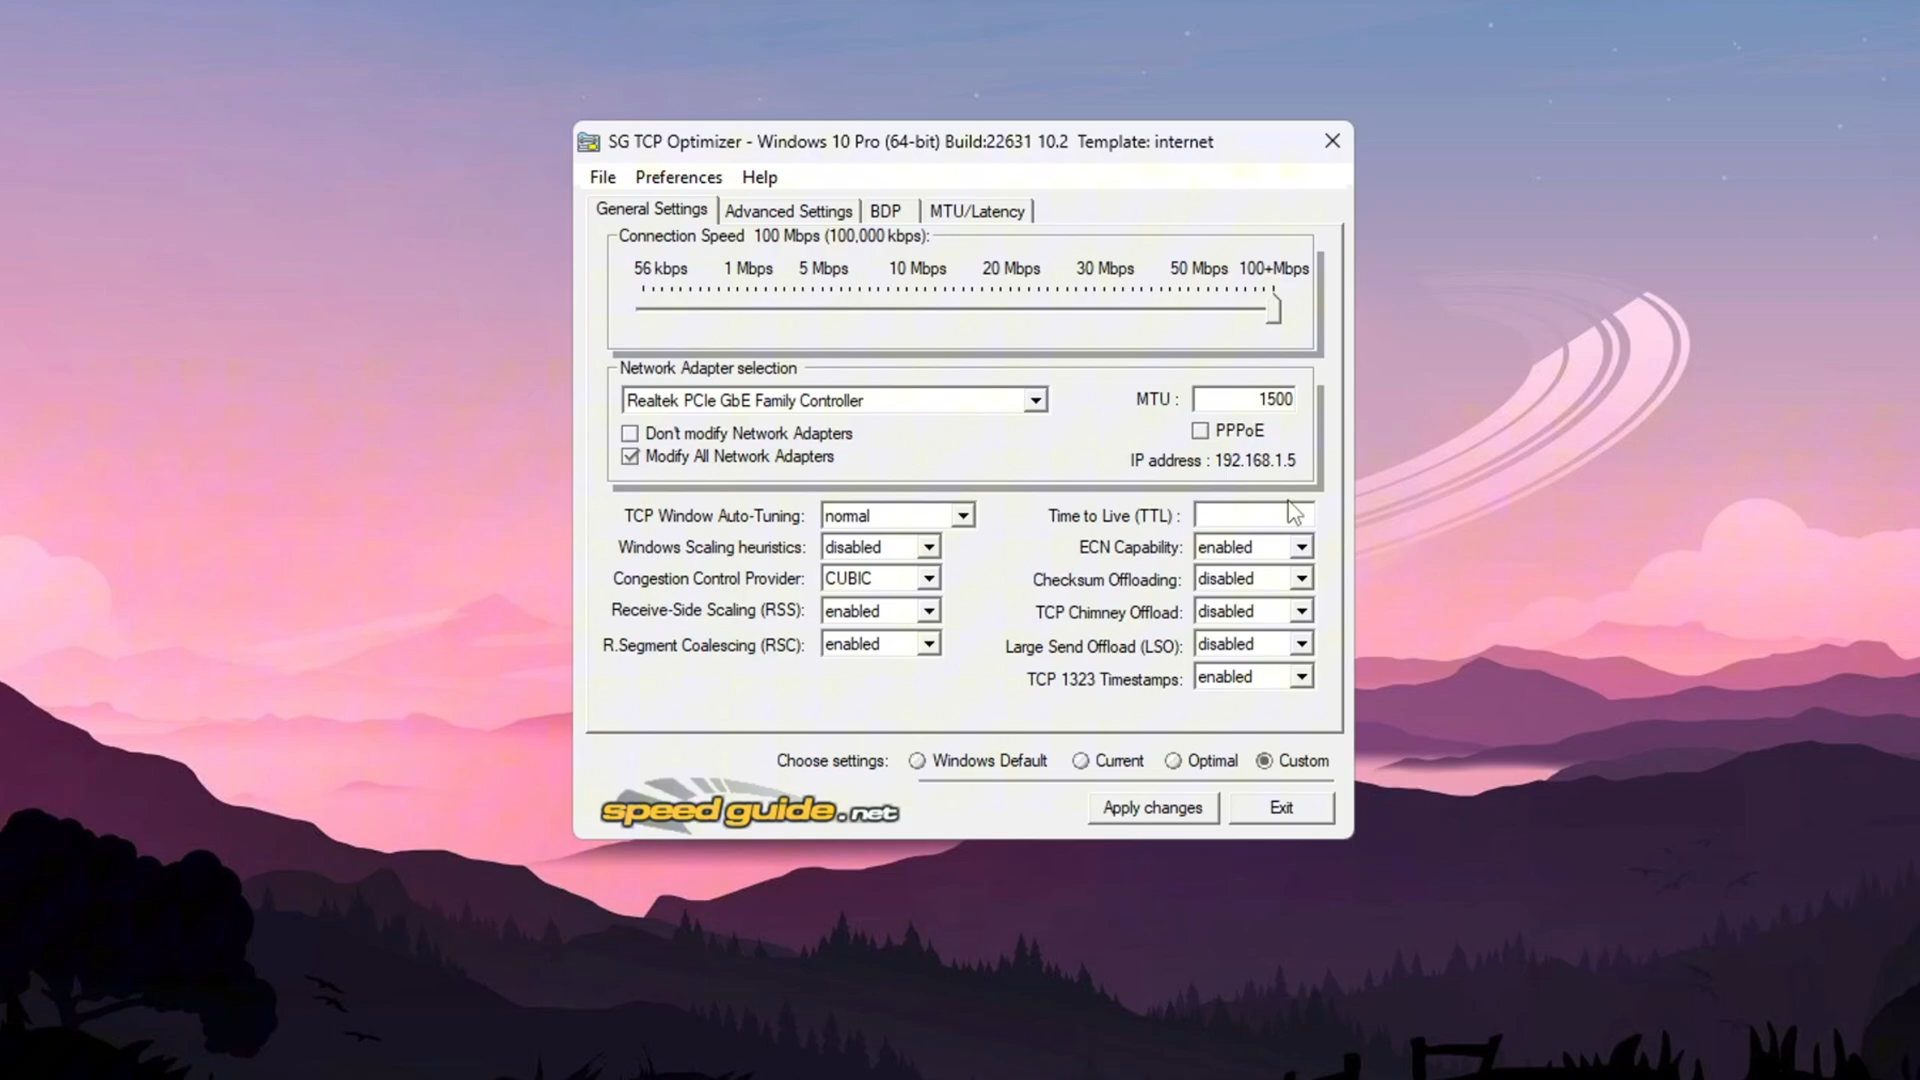 SG TCP Optimizer - Windows 10 Pro (64-bit) Build:22631 10.2  Template: internet
File Preferences Help
General Settings Advanced Settings BDP MTU/Latency
Connection Speed 100 Mbps (100,000 kbps):
56 kbps 1 Mbps 5 Mbps 10 Mbps 20 Mbps 30 Mbps 50 Mbps 100+Mbps
Network Adapter selection
Realtek PCIe GbE Family Controller MTU : 1500
Don't modify Network Adapters PPPoE
Modify All Network Adapters IP address : 192.168.1.5
TCP Window Auto-Tuning: normal Time to Live (TTL) :
Windows Scaling heuristics: disabled ECN Capability: enabled
Congestion Control Provider: CUBIC Checksum Offloading: disabled
Receive-Side Scaling (RSS): enabled TCP Chimney Offload: disabled
R.Segment Coalescing (RSC): enabled Large Send Offload (LSO): disabled
TCP 1323 Timestamps: enabled
Choose settings: Windows Default Current Optimal Custom
speed guide.net Apply changes Exit